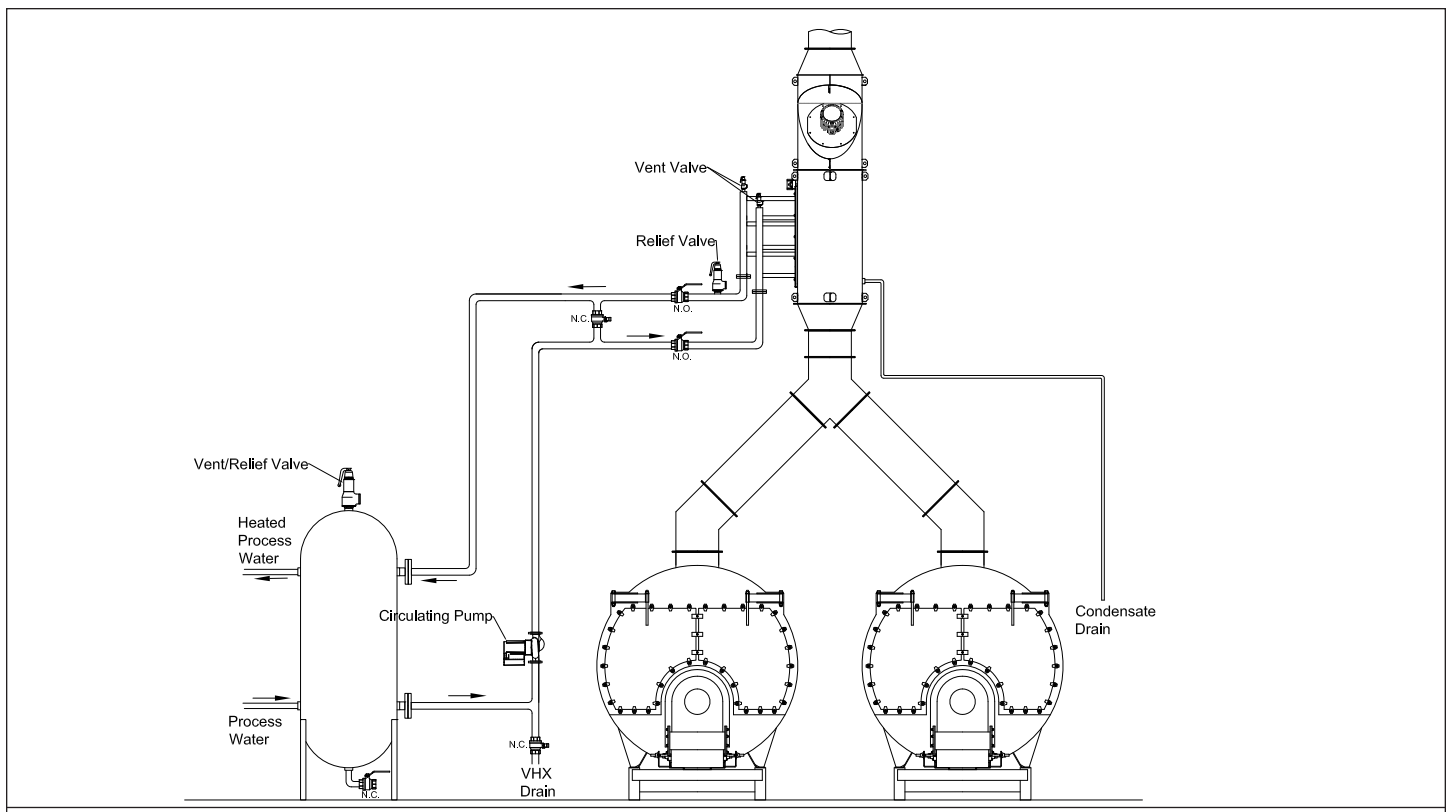 Vent Valve
Relief Valve
N.O.
N.C.
N.O.
Vent/Relief Valve
Heated
Process
Water
Circulating Pump
Condensate
Drain
Process
Water
N.C.
VHX
Drain
N.C.